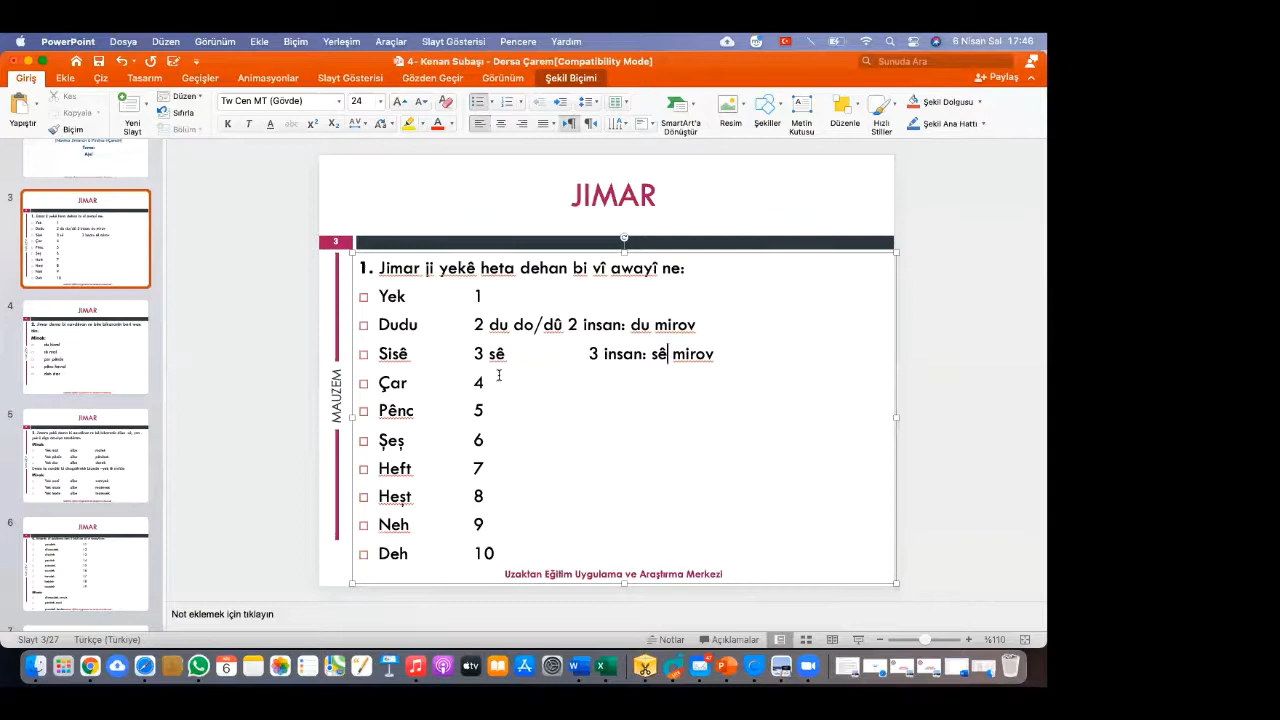 PowerPoint Dosya Düzen Görünüm Ekle Biçim Yerleşim Araçlar Slayt Gösterisi Pencere Yardım 6 Nisan Sal 17:46
4- Kenan Subaşı - Dersa Çarem[Compatibility Mode] Sunuda Ara
Giriş Ekle Çiz Tasarım Geçişler Animasyonlar Slayt Gösterisi Gözden Geçir Görünüm Şekil Biçimi Paylaş
Yapıştır Kes Kopyala Biçim Yeni Slayt Düzen Sıfırla Bölüm Tw Cen MT (Gövde) 24 SmartArt'a Dönüştür Resim Şekiller Metin Kutusu Düzenle Hızlı Stiller Şekil Dolgusu Şekil Ana Hattı
3
4
5
6
JIMAR
3
MAUZEM
1. Jimar ji yekê heta dehan bi vî awayî ne:
Yek 1
Dudu 2 du do/dû 2 insan: du mirov
Sisê 3 sê 3 insan: sê mirov
Çar 4
Pênc 5
Şeş 6
Heft 7
Heşt 8
Neh 9
Deh 10
Uzaktan Eğitim Uygulama ve Araştırma Merkezi
Not eklemek için tıklayın
Slayt 3/27 Türkçe (Türkiye) Notlar Açıklamalar %110